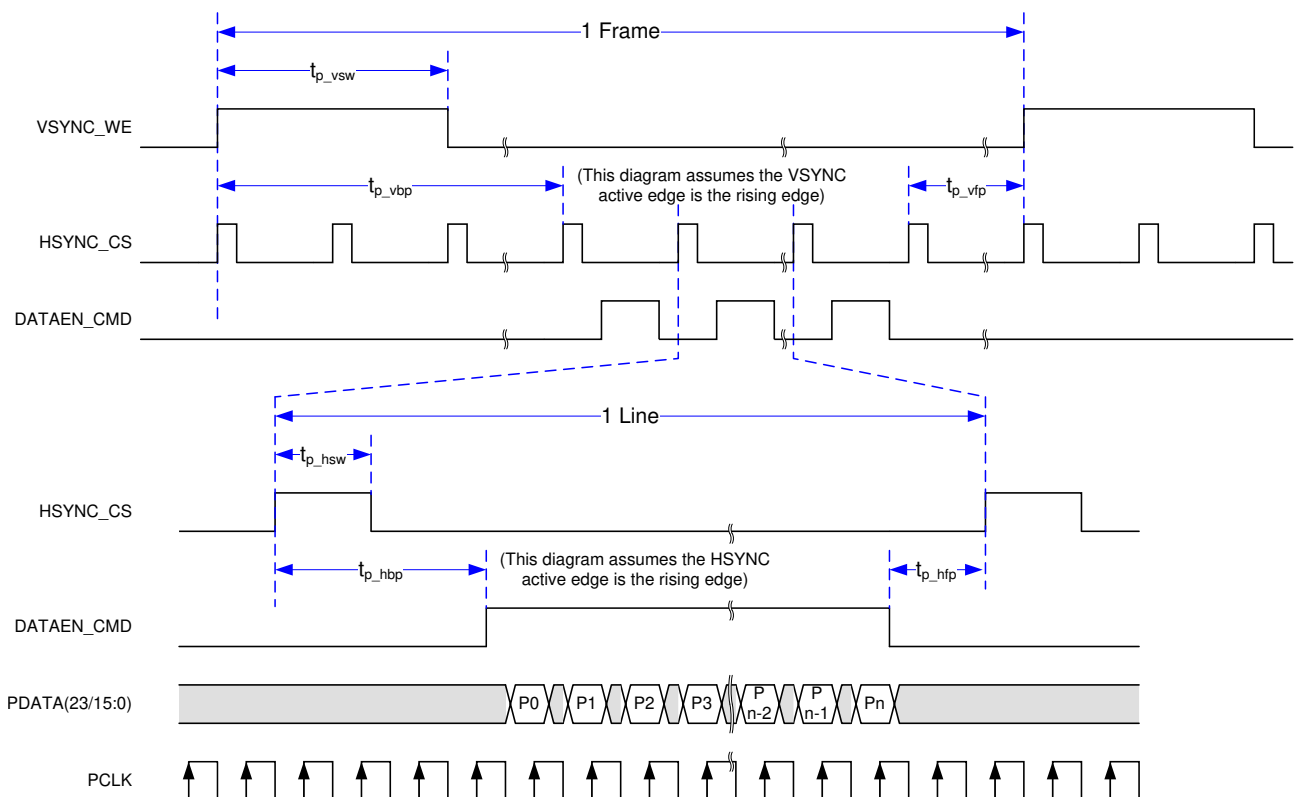 1 Frame
tp_vsw
VSYNC_WE
tp_vbp
(This diagram assumes the VSYNC
active edge is the rising edge)
tp_vfp
HSYNC_CS
DATAEN_CMD
1 Line
tp_hsw
HSYNC_CS
tp_hbp
(This diagram assumes the HSYNC
active edge is the rising edge)
tp_hfp
DATAEN_CMD
PDATA(23/15:0)
P0
P1
P2
P3
P
n-2
P
n-1
Pn
PCLK